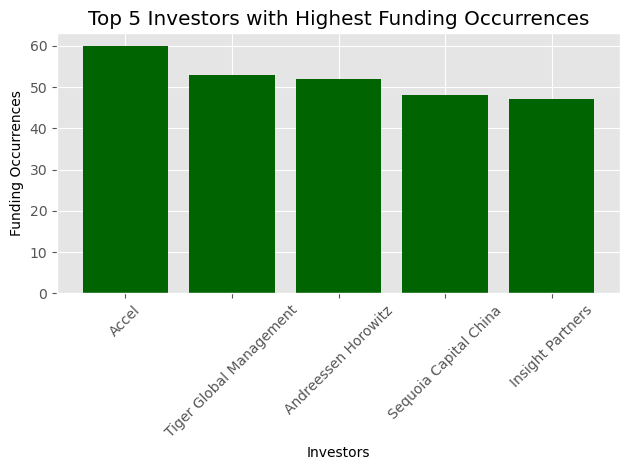 Top 5 Investors with Highest Funding Occurrences
Funding Occurrences
60
50
40
30
20
10
0
Accel
Tiger Global Management
Andreessen Horowitz
Sequoia Capital China
Insight Partners
Investors